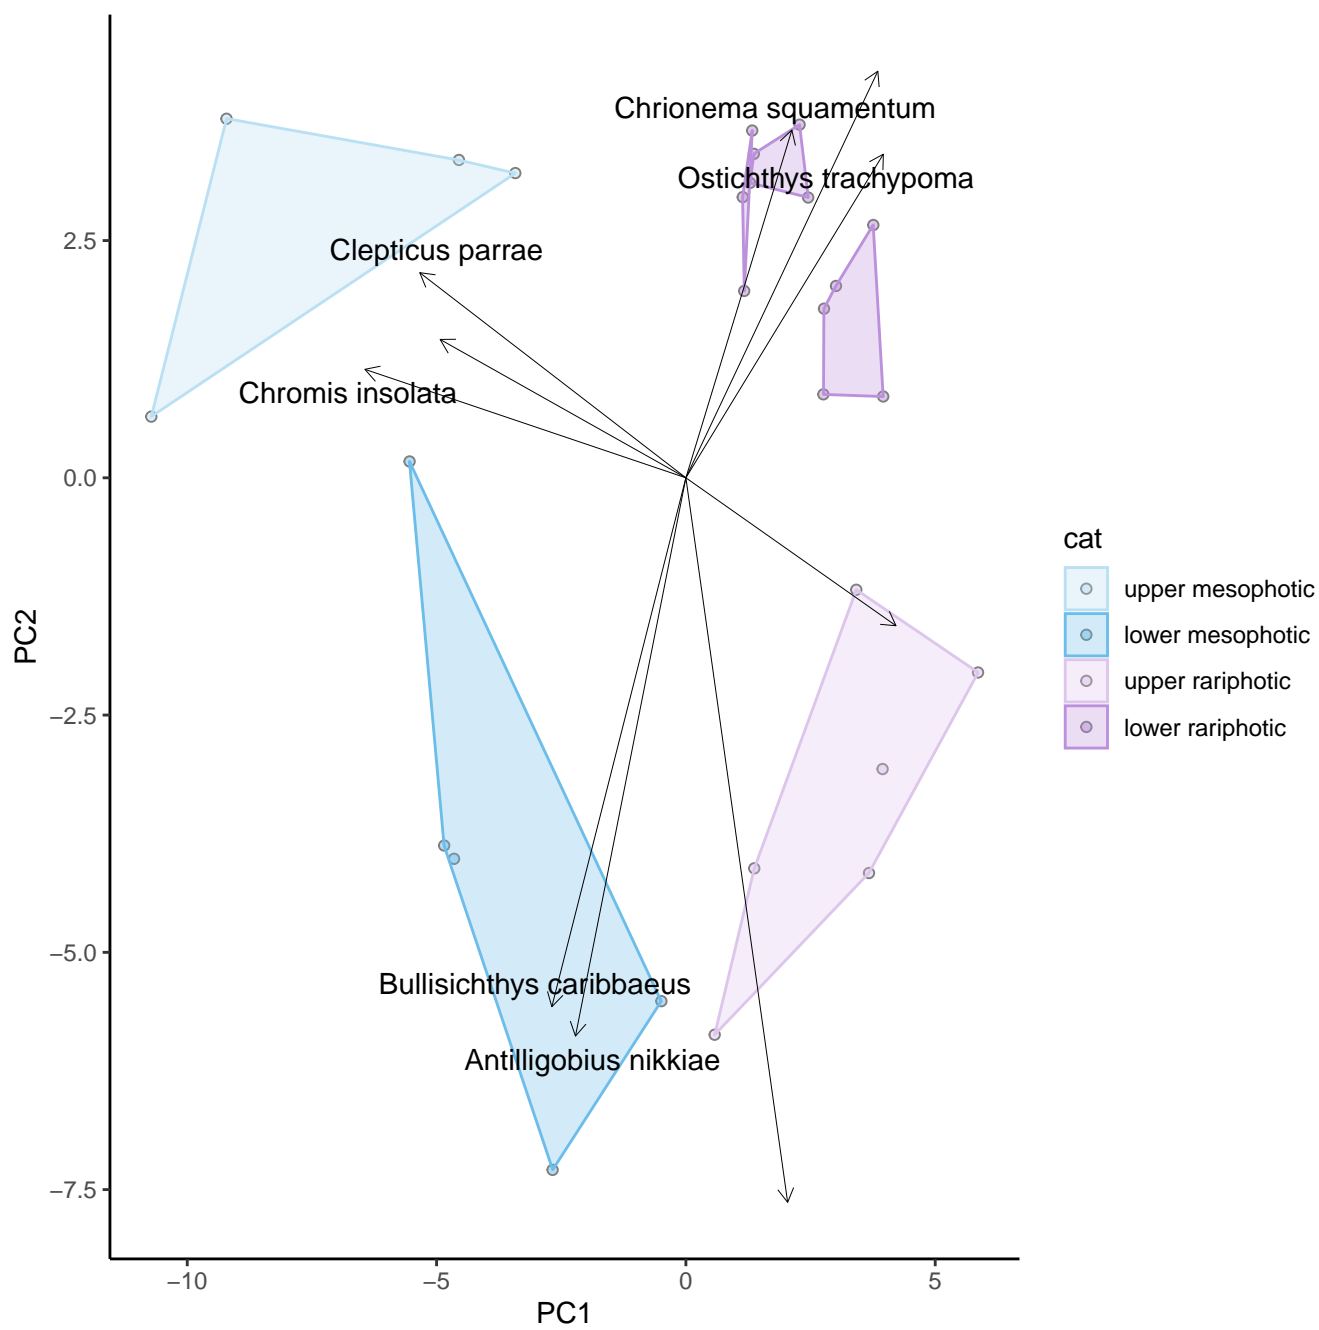 Chrionema squamentum
Ostichthys trachypoma
Clepticus parrae
Chromis insolata
Bullisichthys caribbaeus
Antilligobius nikkiae
2.5
0.0
−2.5
−5.0
−7.5
PC2
−10
−5
0
5
PC1
cat
upper mesophotic
lower mesophotic
upper rariphotic
lower rariphotic